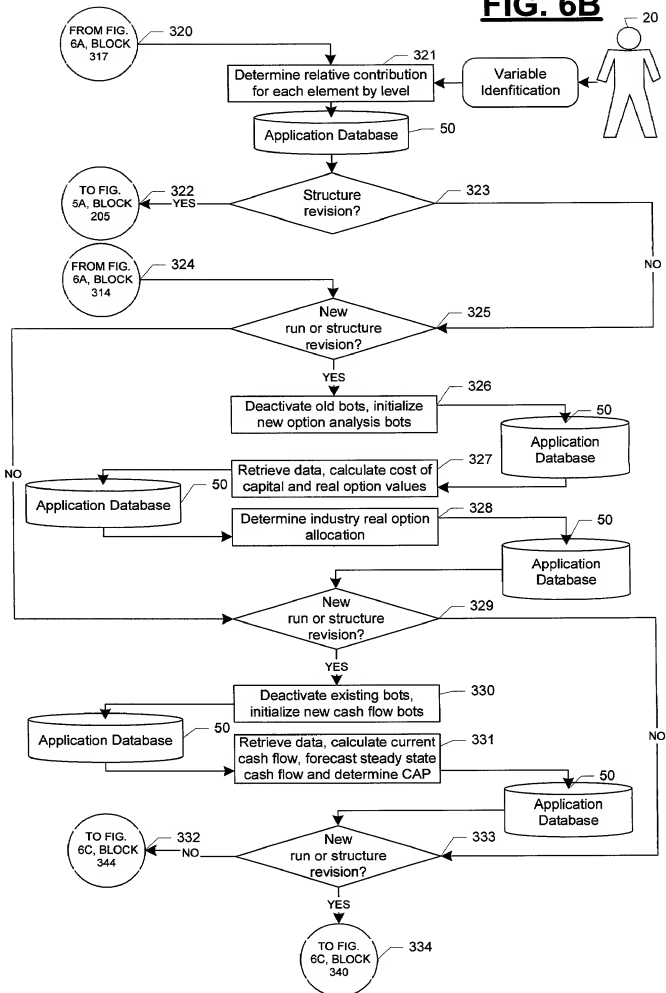 FIG. 6B
20
FROM FIG.
6A, BLOCK
317
320
321
Determine relative contribution
for each element by level
Variable
Idenfitication
Application Database
50
TO FIG.
5A, BLOCK
205
322
YES
Structure
revision?
323
NO
FROM FIG.
6A, BLOCK
314
324
New
run or structure
revision?
325
YES
326
Deactivate old bots, initialize
new option analysis bots
50
Application
Database
NO
Retrieve data, calculate cost of
capital and real option values
327
Application Database
50
Determine industry real option
allocation
328
50
Application
Database
New
run or structure
revision?
329
YES
Deactivate existing bots,
initialize new cash flow bots
330
NO
Application Database
50
Retrieve data, calculate current
cash flow, forecast steady state
cash flow and determine CAP
331
50
Application
Database
TO FIG.
6C, BLOCK
344
332
NO
New
run or structure
revision?
333
YES
TO FIG.
6C, BLOCK
340
334